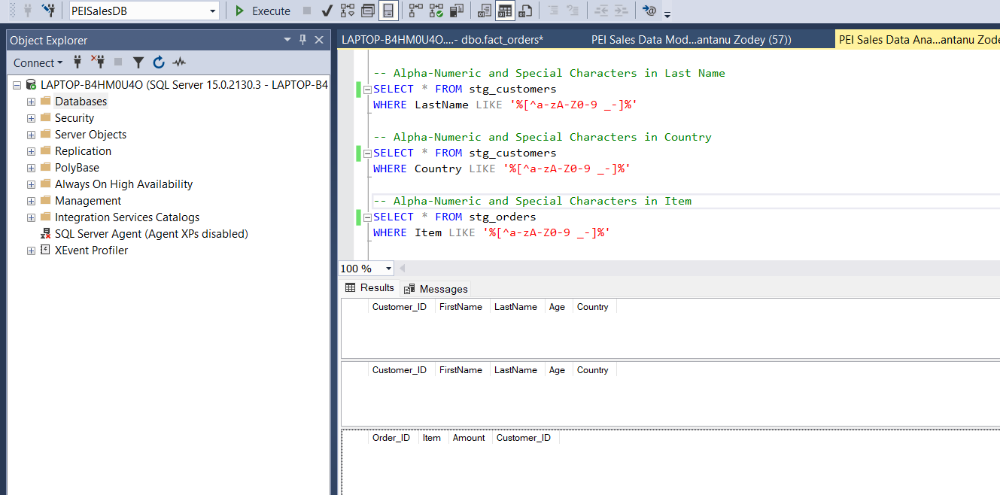 PEISalesDB
Execute
Object Explorer
Connect
LAPTOP-B4HM0U4O (SQL Server 15.0.2130.3 - LAPTOP-B4
Databases
Security
Server Objects
Replication
PolyBase
Always On High Availability
Management
Integration Services Catalogs
SQL Server Agent (Agent XPs disabled)
XEvent Profiler
LAPTOP-B4HM0U4O....- dbo.fact_orders*
PEI Sales Data Mod...antanu Zodey (57))
PEI Sales Data Ana...antanu Zode
-- Alpha-Numeric and Special Characters in Last Name
SELECT * FROM stg_customers
WHERE LastName LIKE '%[^a-zA-Z0-9 _-]%'
-- Alpha-Numeric and Special Characters in Country
SELECT * FROM stg_customers
WHERE Country LIKE '%[^a-zA-Z0-9 _-]%'
-- Alpha-Numeric and Special Characters in Item
SELECT * FROM stg_orders
WHERE Item LIKE '%[^a-zA-Z0-9 _-]%'
100 %
Results Messages
Customer_ID FirstName LastName Age Country
Customer_ID FirstName LastName Age Country
Order_ID Item Amount Customer_ID